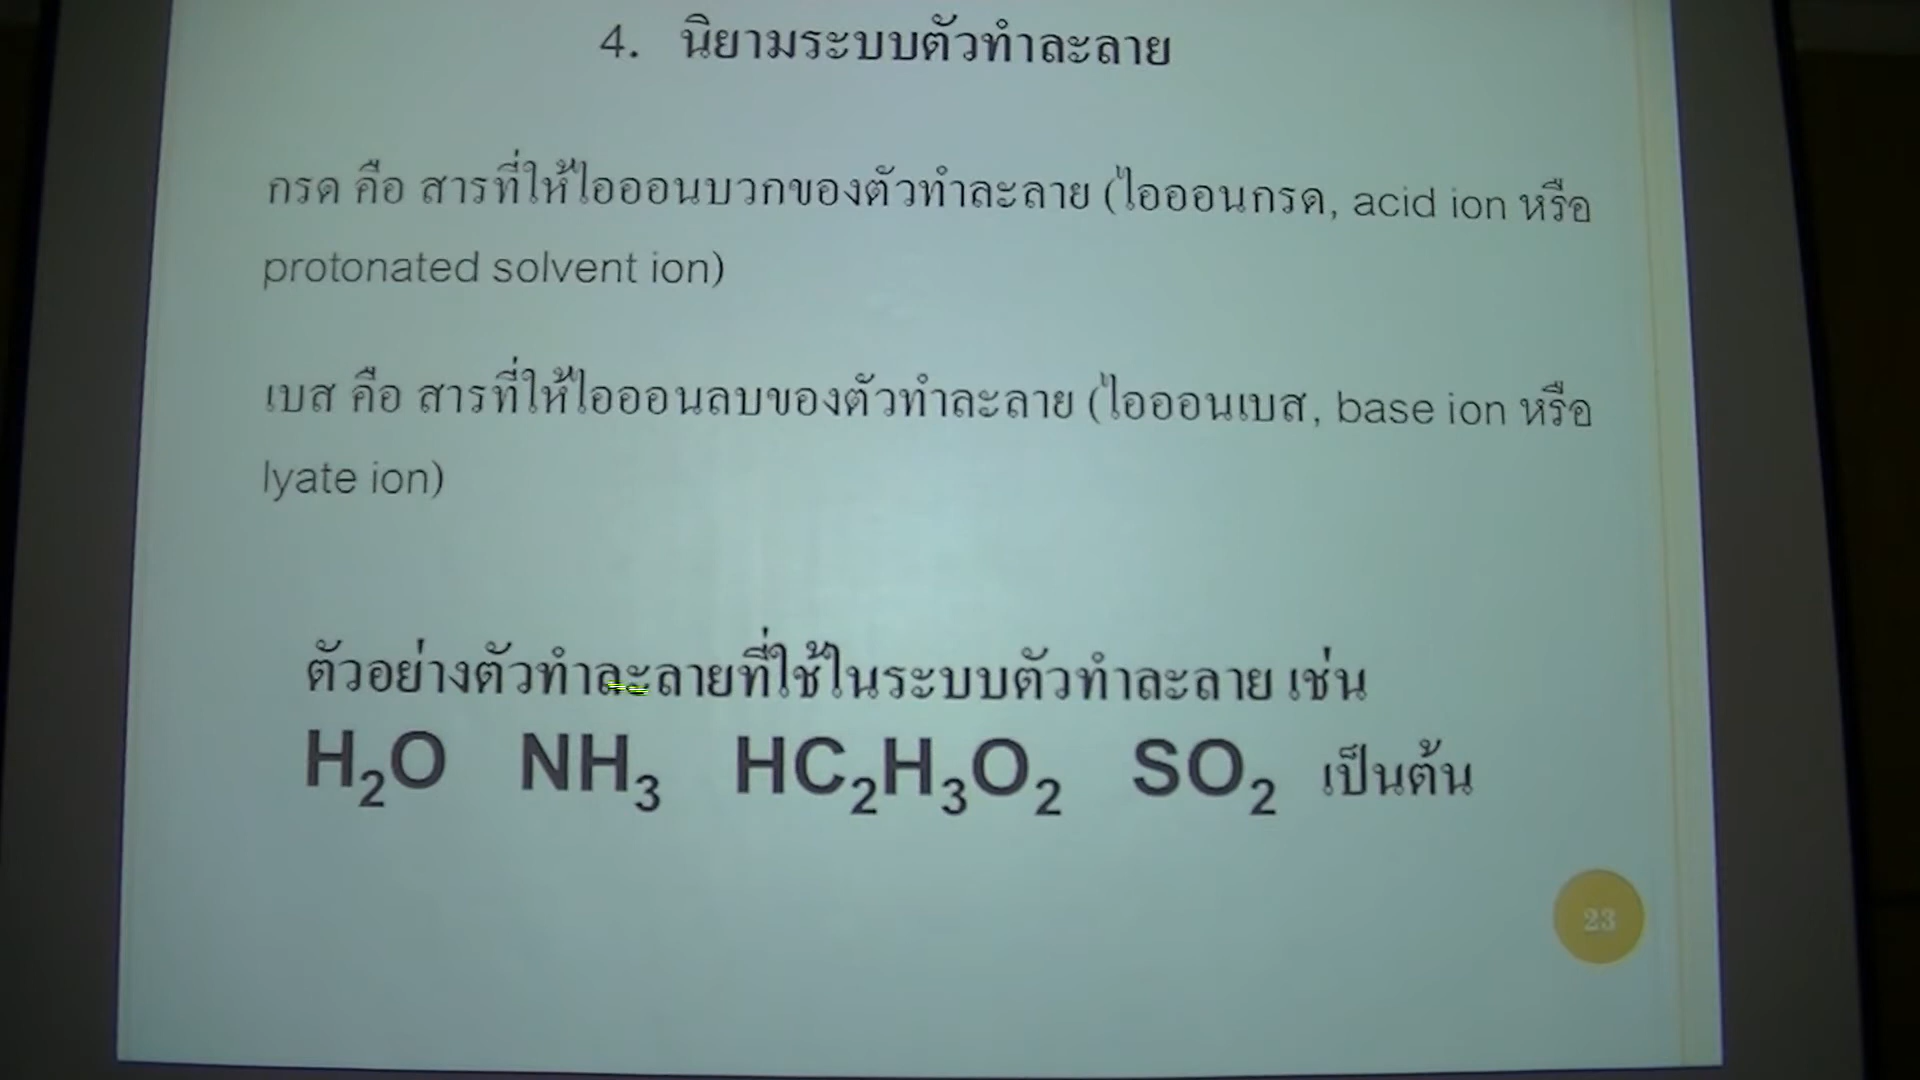 4. นิยามระบบตัวทำละลาย
กรด คือ สารที่ให้ไอออนบวกของตัวทำละลาย (ไอออนกรด, acid ion หรือ
protonated solvent ion)
เบส คือ สารที่ให้ไอออนลบของตัวทำละลาย (ไอออนเบส, base ion หรือ
lyate ion)
ตัวอย่างตัวทำละลายที่ใช้ในระบบตัวทำละลาย เช่น
H₂O NH₃ HC₂H₃O₂ SO₂ เป็นต้น
23